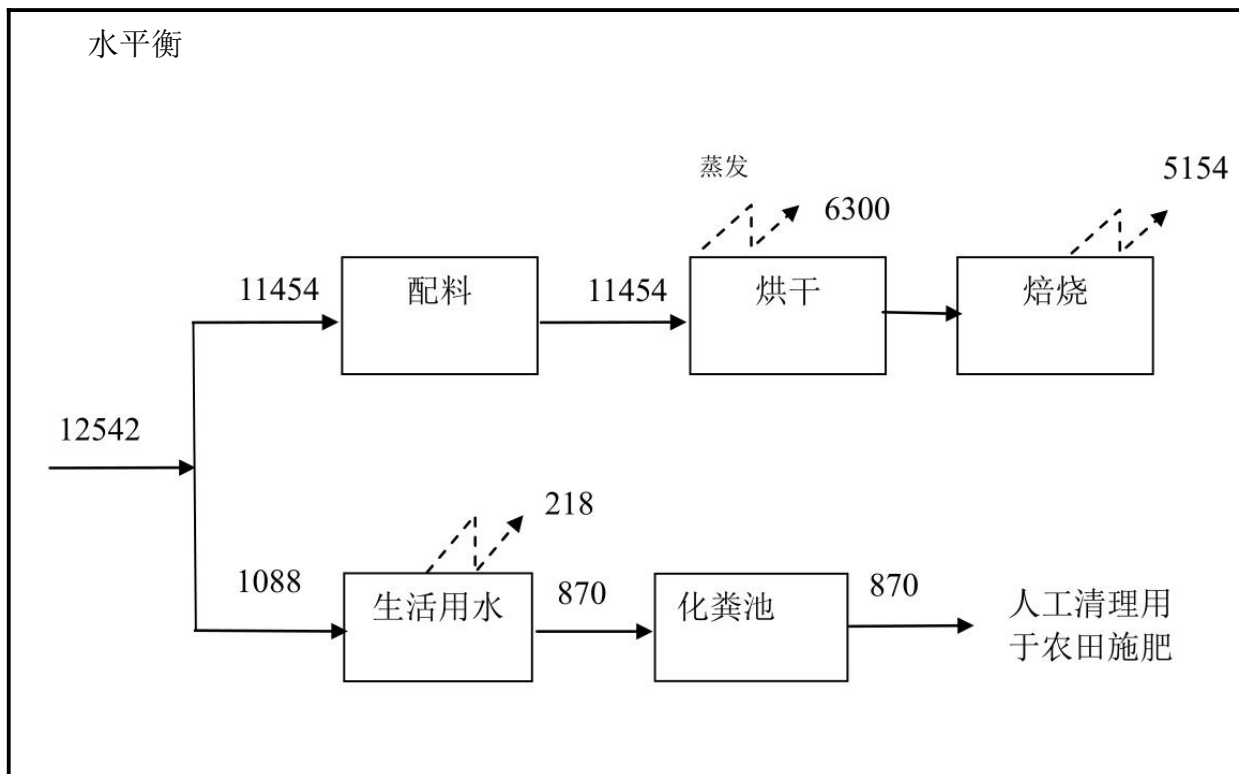 水平衡
蒸发
6300
5154
11454
配料
11454
烘干
焙烧
12542
218
1088
生活用水
870
化粪池
870
人工清理用
于农田施肥